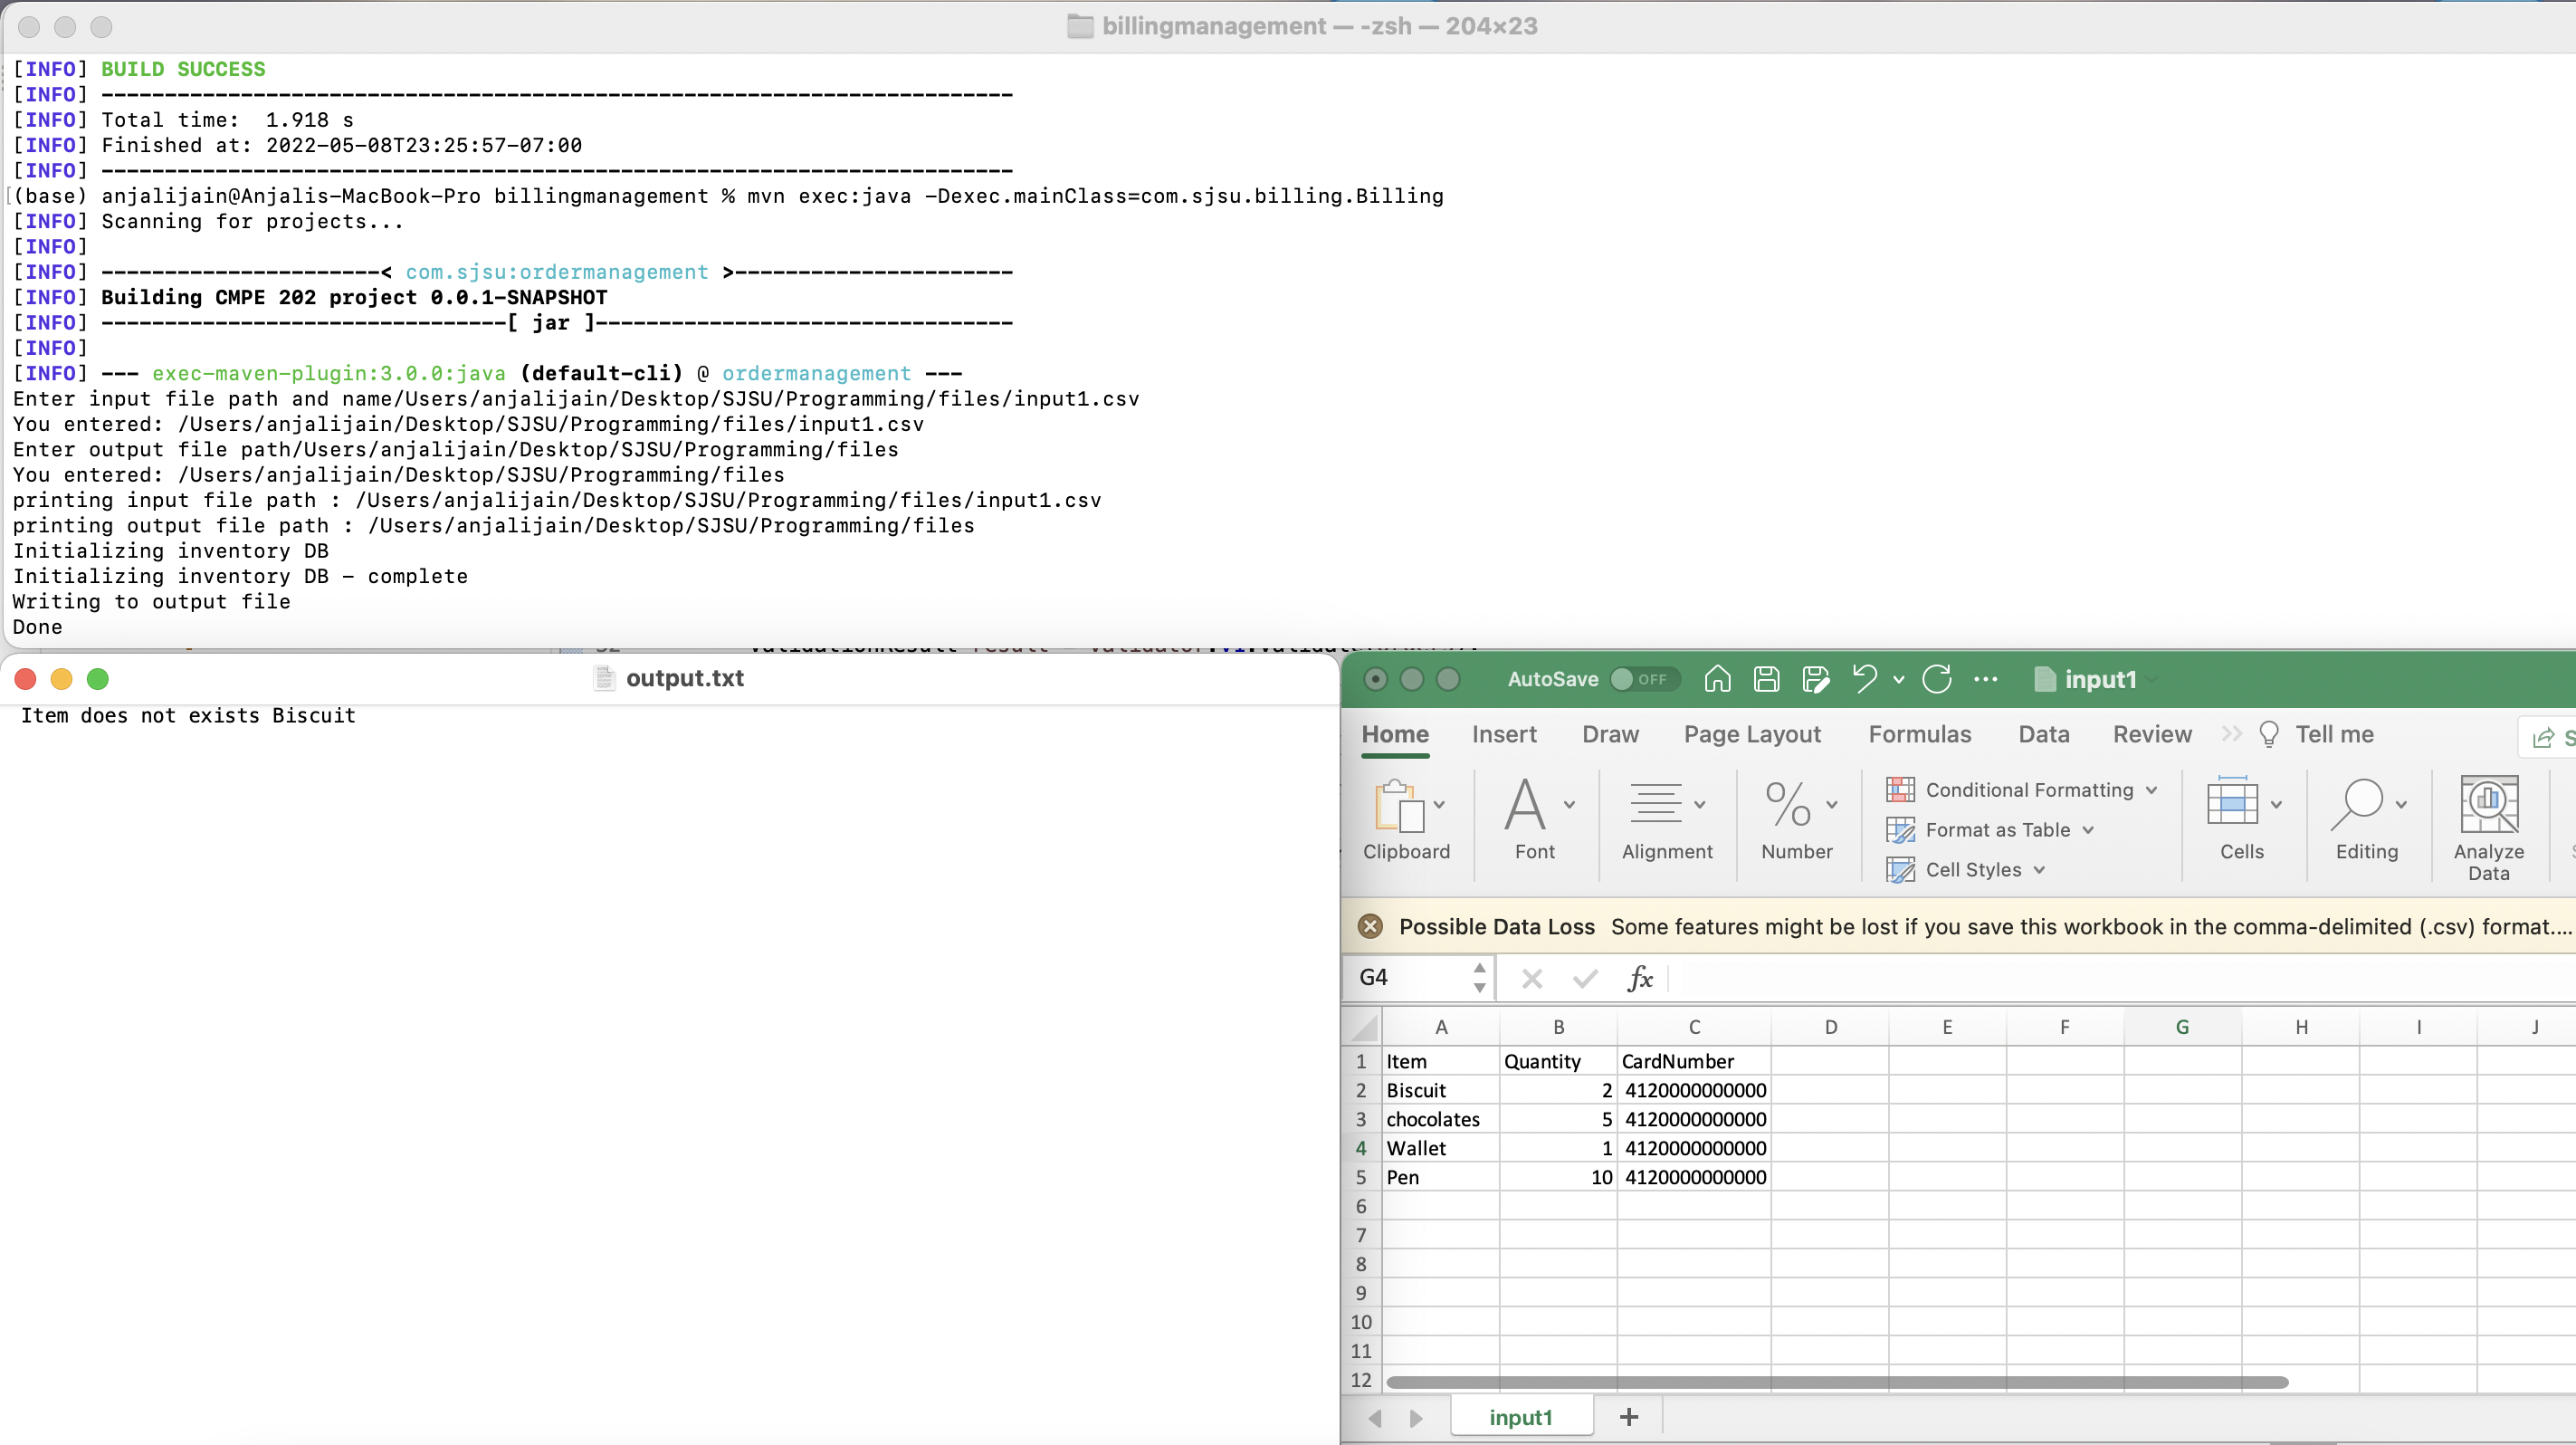 billingmanagement — -zsh — 204×23
[INFO] BUILD SUCCESS
[INFO] ------------------------------------------------------------------------
[INFO] Total time:  1.918 s
[INFO] Finished at: 2022-05-08T23:25:57-07:00
[INFO] ------------------------------------------------------------------------
[(base) anjalijain@Anjalis-MacBook-Pro billingmanagement % mvn exec:java -Dexec.mainClass=com.sjsu.billing.Billing
[INFO] Scanning for projects...
[INFO]
[INFO] ----------------------< com.sjsu:ordermanagement >----------------------
[INFO] Building CMPE 202 project 0.0.1-SNAPSHOT
[INFO] --------------------------------[ jar ]---------------------------------
[INFO]
[INFO] --- exec-maven-plugin:3.0.0:java (default-cli) @ ordermanagement ---
Enter input file path and name/Users/anjalijain/Desktop/SJSU/Programming/files/input1.csv
You entered: /Users/anjalijain/Desktop/SJSU/Programming/files/input1.csv
Enter output file path/Users/anjalijain/Desktop/SJSU/Programming/files
You entered: /Users/anjalijain/Desktop/SJSU/Programming/files
printing input file path : /Users/anjalijain/Desktop/SJSU/Programming/files/input1.csv
printing output file path : /Users/anjalijain/Desktop/SJSU/Programming/files
Initializing inventory DB
Initializing inventory DB - complete
Writing to output file
Done
output.txt
Item does not exists Biscuit
AutoSave OFF input1
Home Insert Draw Page Layout Formulas Data Review Tell me
Clipboard Font Alignment Number
Conditional Formatting
Format as Table
Cell Styles
Cells Editing Analyze Data
Possible Data Loss Some features might be lost if you save this workbook in the comma-delimited (.csv) format....
G4 fx
A B C D E F G H I J
1 Item Quantity CardNumber
2 Biscuit 2 4120000000000
3 chocolates 5 4120000000000
4 Wallet 1 4120000000000
5 Pen 10 4120000000000
6
7
8
9
10
11
12
input1 +